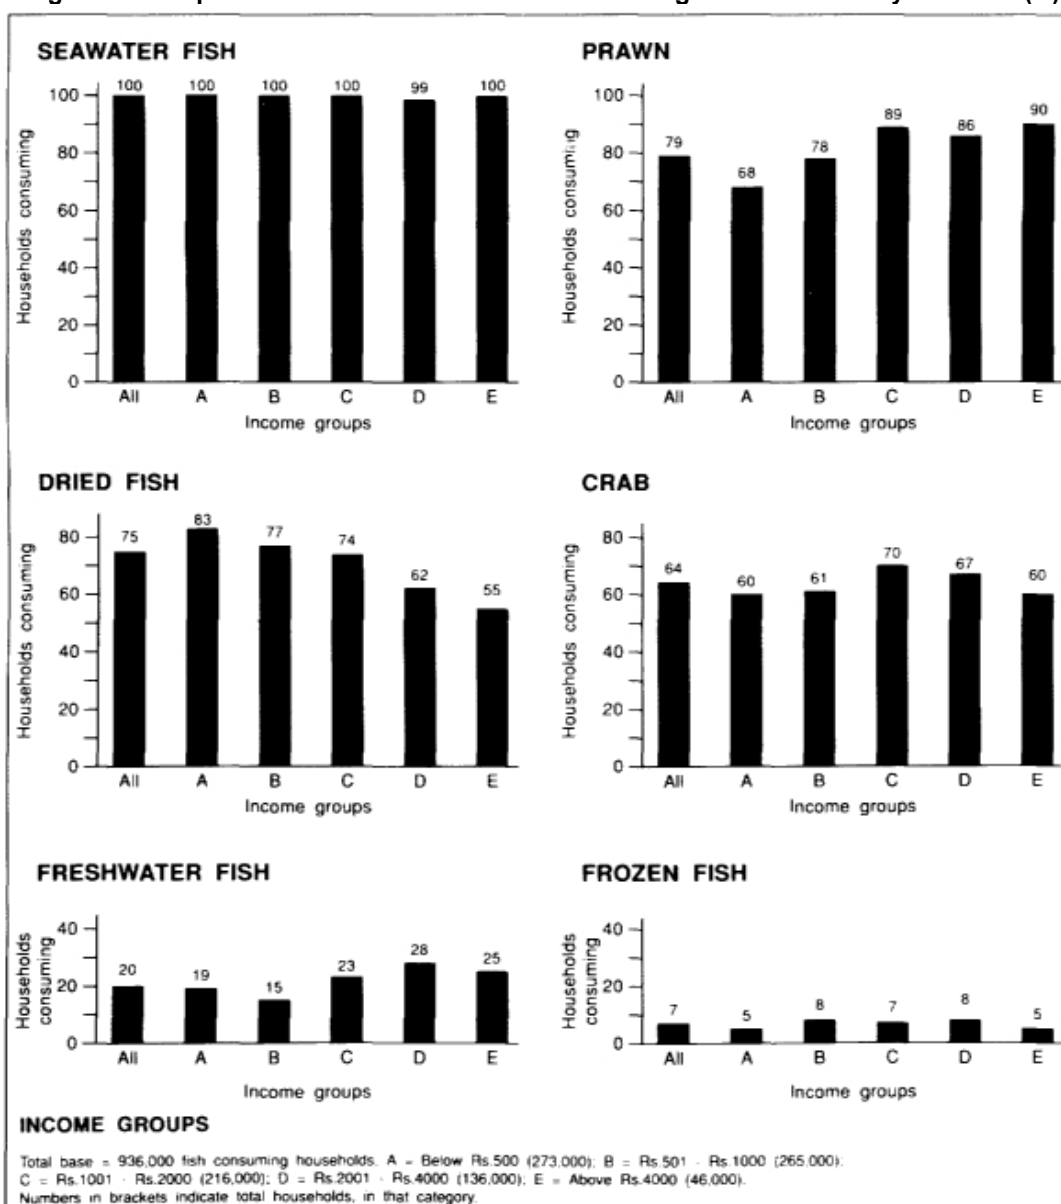 SEAWATER FISH
Households consuming
100
80
60
40
20
0
100 100 100 100 99 100
All A B C D E
Income groups
PRAWN
Households consuming
100
80
60
40
20
0
79 68 78 89 86 90
All A B C D E
Income groups
DRIED FISH
Households consuming
80
60
40
20
0
75 83 77 74 62 55
All A B C D E
Income groups
CRAB
Households consuming
80
60
40
20
0
64 60 61 70 67 60
All A B C D E
Income groups
FRESHWATER FISH
Households
consuming
40
20
0
20 19 15 23 28 25
All A B C D E
Income groups
FROZEN FISH
Households
consuming
40
20
0
7 5 8 7 8 5
All A B C D E
Income groups
INCOME GROUPS
Total base = 936,000 fish consuming households. A - Below Rs.500 (273,000); B = Rs.501 - Rs.1000 (265,000);
C = Rs.1001 - Rs.2000 (216,000); D = Rs.2001 - Rs.4000 (136,000); E = Above Rs.4000 (46,000).
Numbers in brackets indicate total households, in that category.